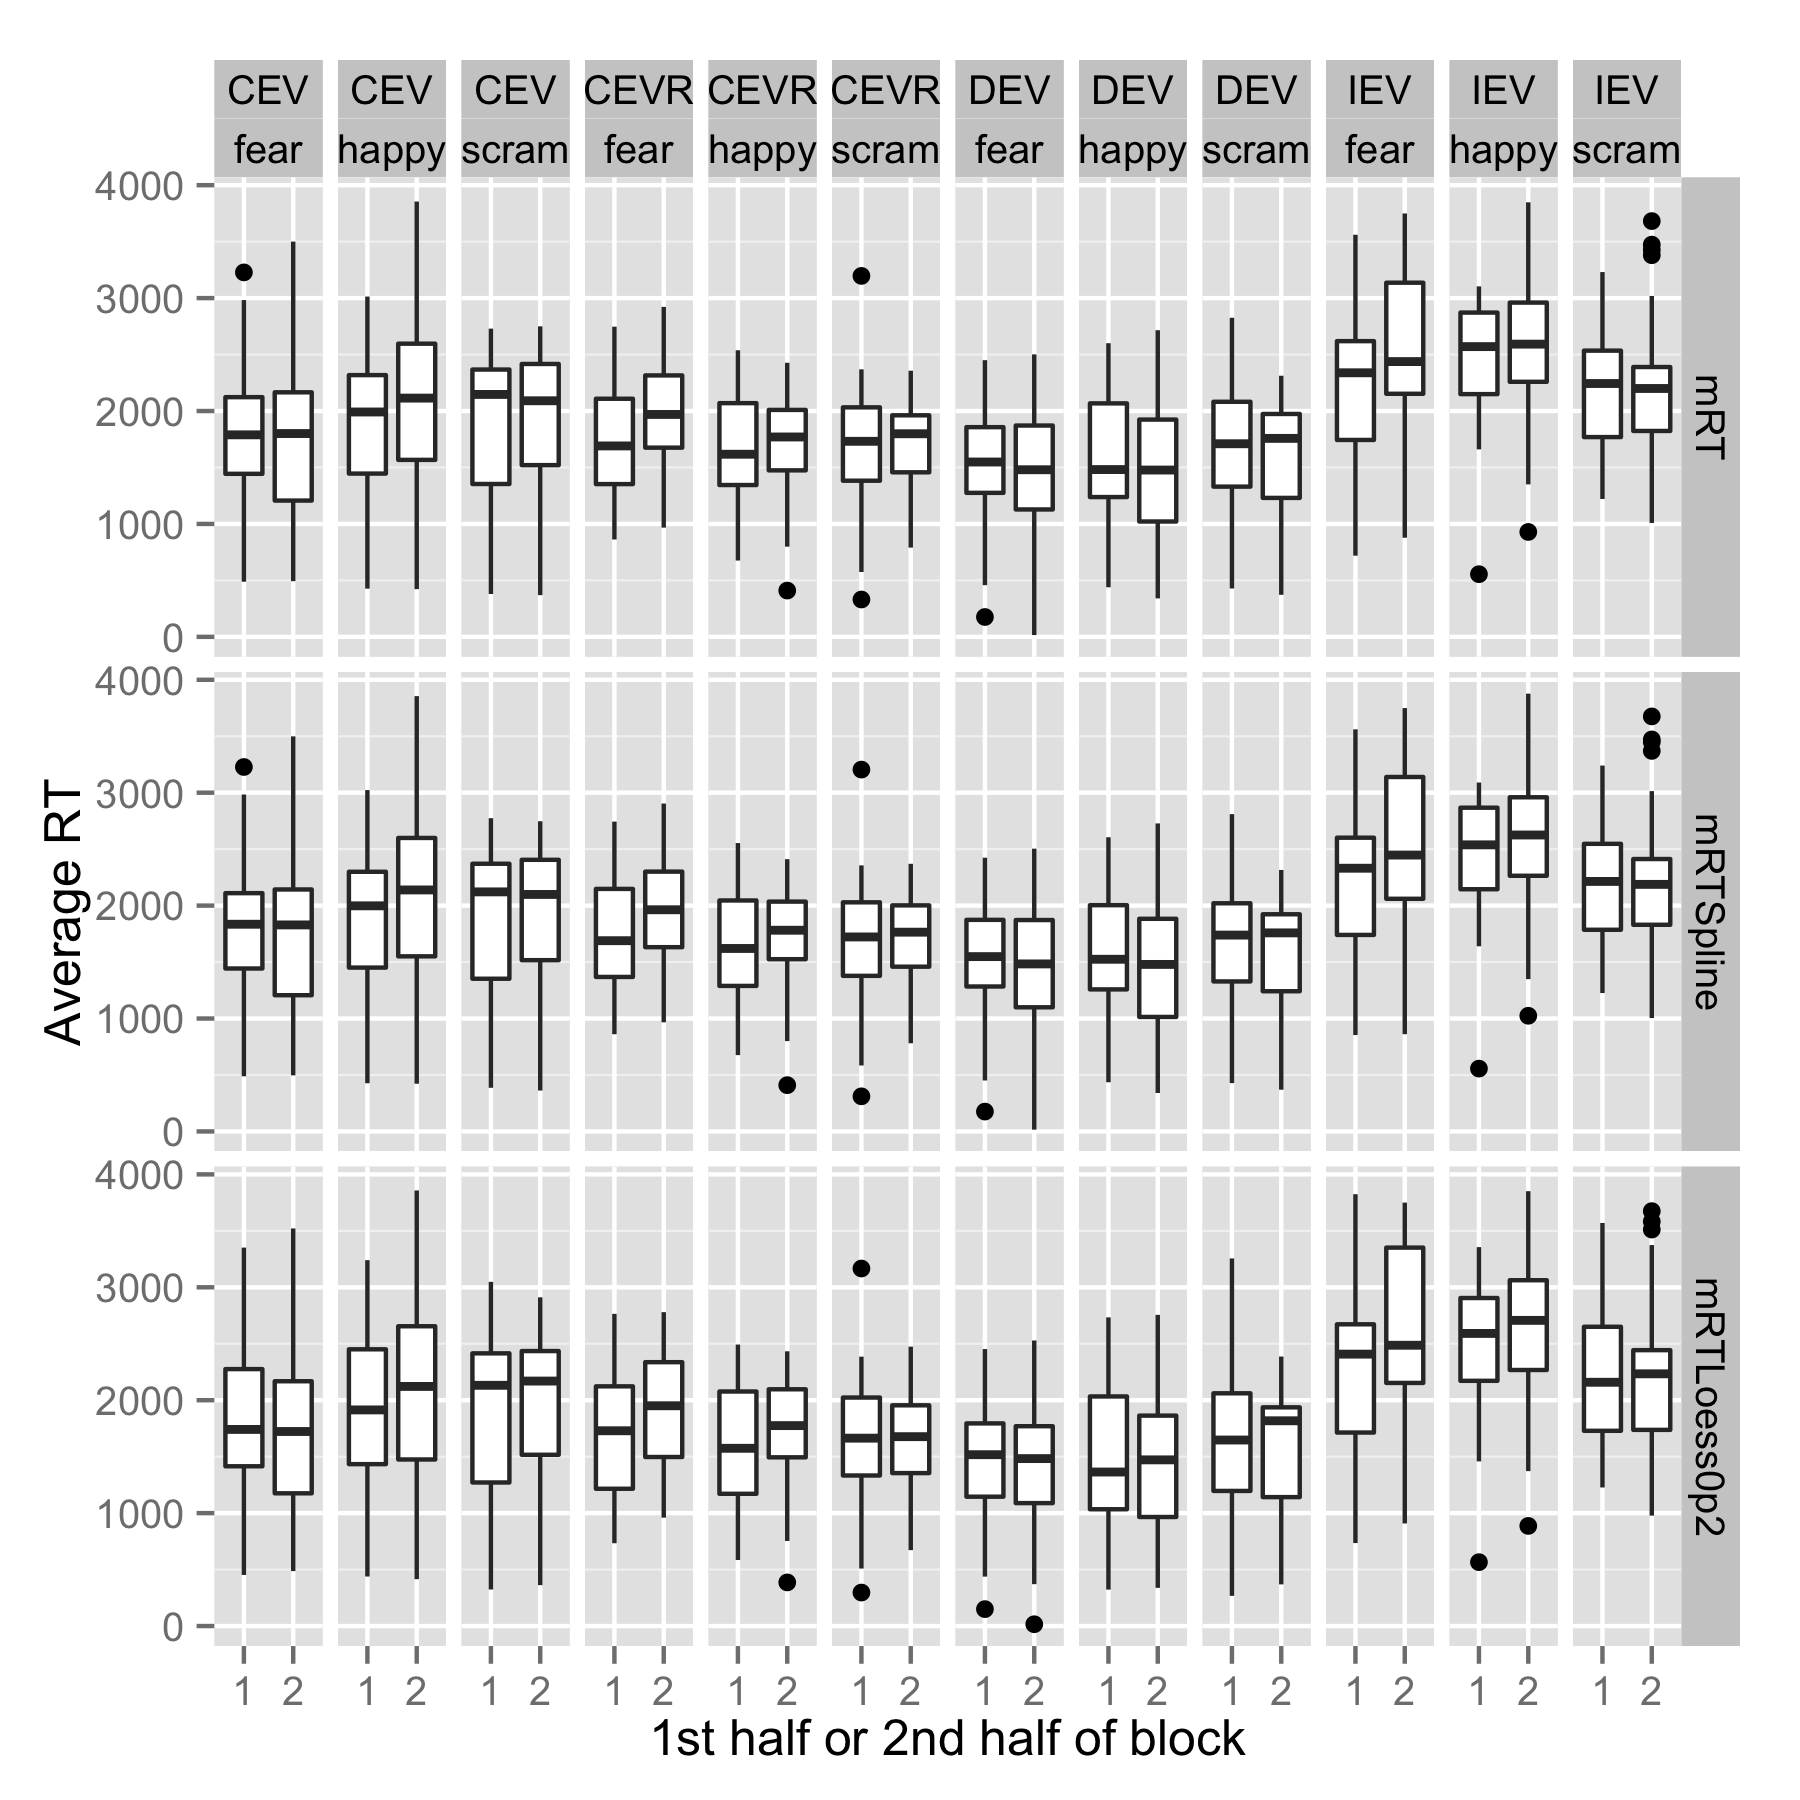 CEV CEV CEV CEVR CEVR CEVR DEV DEV DEV IEV IEV IEV
fear happy scram fear happy scram fear happy scram fear happy scram
4000
3000
2000
1000
0
mRT
4000
3000
2000
1000
0
mRTSpline
Average RT
4000
3000
2000
1000
0
mRTLoess0p2
1 2 1 2 1 2 1 2 1 2 1 2 1 2 1 2 1 2 1 2 1 2 1 2
1st half or 2nd half of block